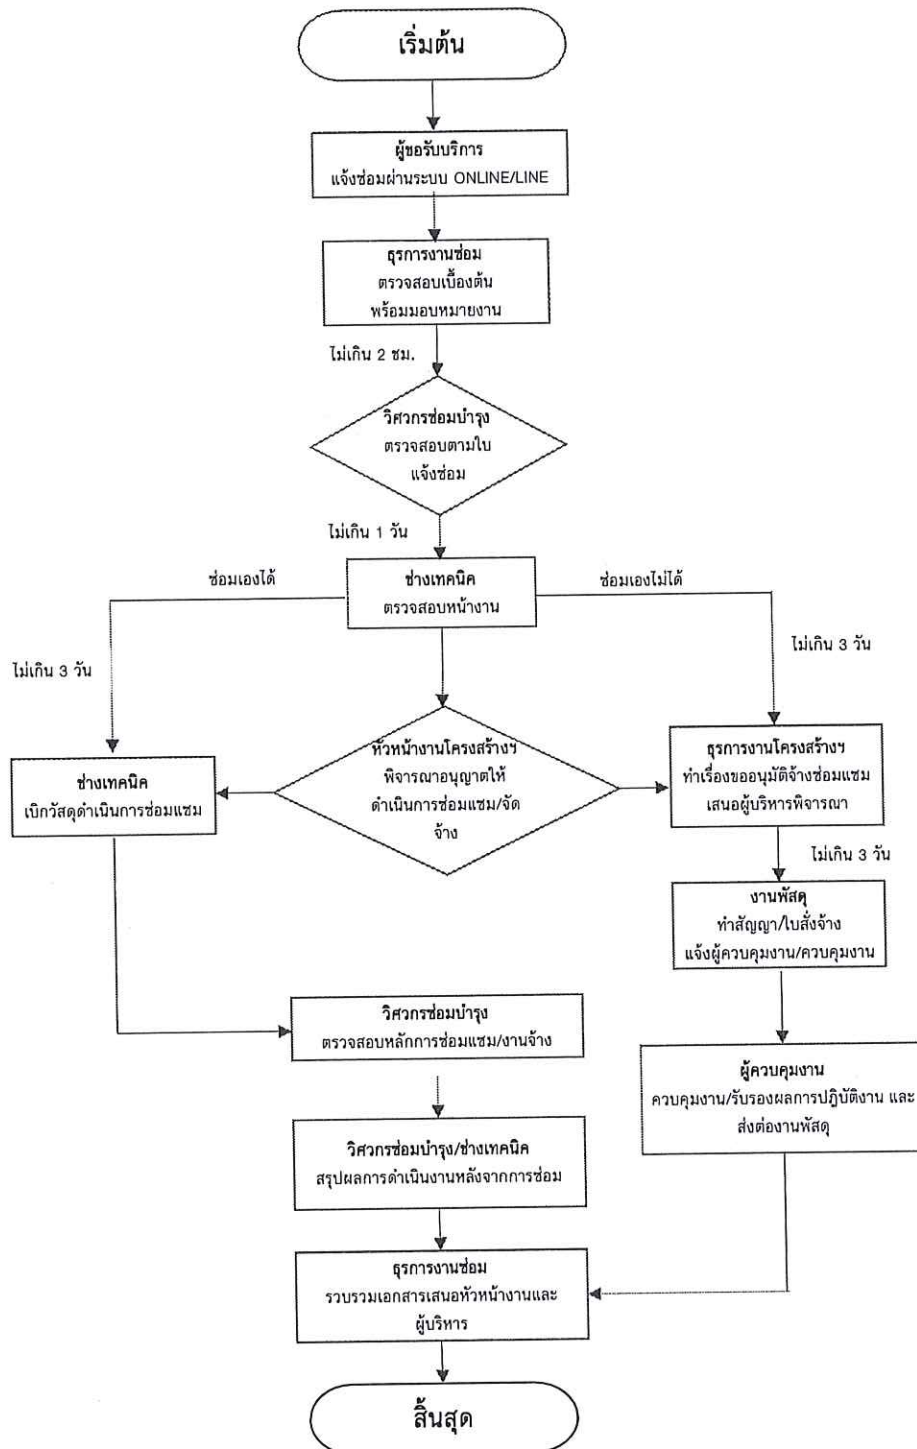 เริ่มต้น
ผู้ขอรับบริการ
แจ้งซ่อมผ่านระบบ ONLINE/LINE
ธุรการงานซ่อม
ตรวจสอบเบื้องต้น
พร้อมมอบหมายงาน
ไม่เกิน 2 ชม.
วิศวกรซ่อมบำรุง
ตรวจสอบตามใบ
แจ้งซ่อม
ไม่เกิน 1 วัน
ซ่อมเองได้
ช่างเทคนิค
ตรวจสอบหน้างาน
ซ่อมเองไม่ได้
ไม่เกิน 3 วัน
ไม่เกิน 3 วัน
ช่างเทคนิค
เบิกวัสดุดำเนินการซ่อมแซม
หัวหน้างานโครงสร้างฯ
พิจารณาอนุญาตให้
ดำเนินการซ่อมแซม/จัด
จ้าง
ธุรการงานโครงสร้างฯ
ทำเรื่องขออนุมัติจ้างซ่อมแซม
เสนอผู้บริหารพิจารณา
ไม่เกิน 3 วัน
งานพัสดุ
ทำสัญญา/ใบสั่งจ้าง
แจ้งผู้ควบคุมงาน/ควบคุมงาน
วิศวกรซ่อมบำรุง
ตรวจสอบหลักการซ่อมแซม/งานจ้าง
ผู้ควบคุมงาน
ควบคุมงาน/รับรองผลการปฏิบัติงาน และ
ส่งต่องานพัสดุ
วิศวกรซ่อมบำรุง/ช่างเทคนิค
สรุปผลการดำเนินงานหลังจากการซ่อม
ธุรการงานซ่อม
รวบรวมเอกสารเสนอหัวหน้างานและ
ผู้บริหาร
สิ้นสุด